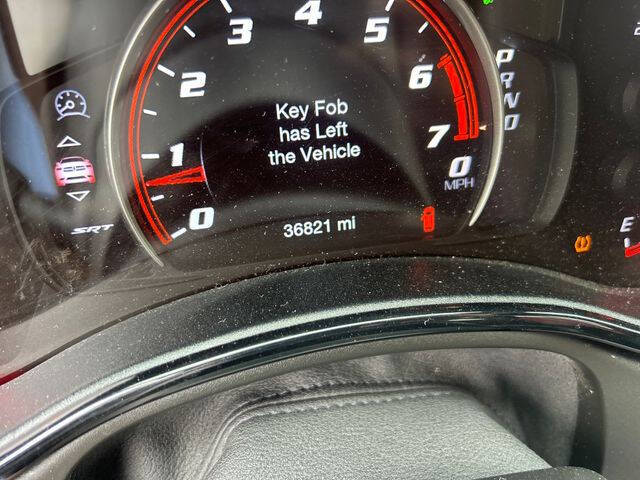 4
3
5
2
6
1
7
0
P
R
N
D
Key Fob
has Left
the Vehicle
0
MPH
SRT
36821 mi
E
2